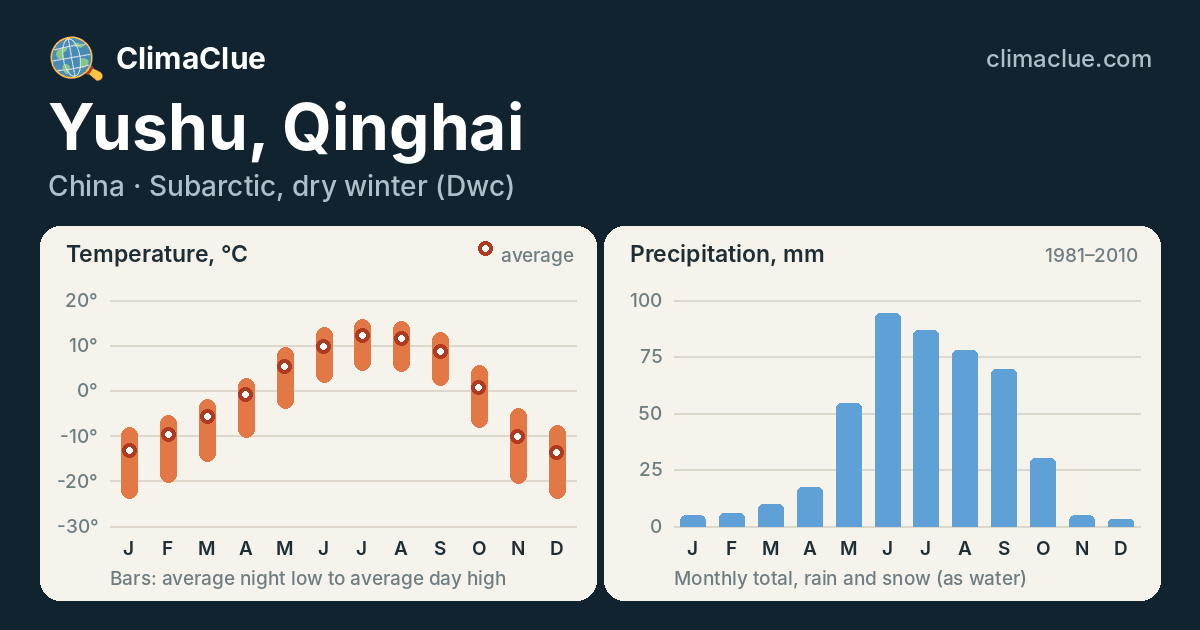 ClimaClue
climaclue.com
Yushu, Qinghai
China · Subarctic, dry winter (Dwc)
Temperature, °C
average
20°
10°
0°
-10°
-20°
-30°
J F M A M J J A S O N D
Bars: average night low to average day high
Precipitation, mm
1981–2010
100
75
50
25
0
J F M A M J J A S O N D
Monthly total, rain and snow (as water)